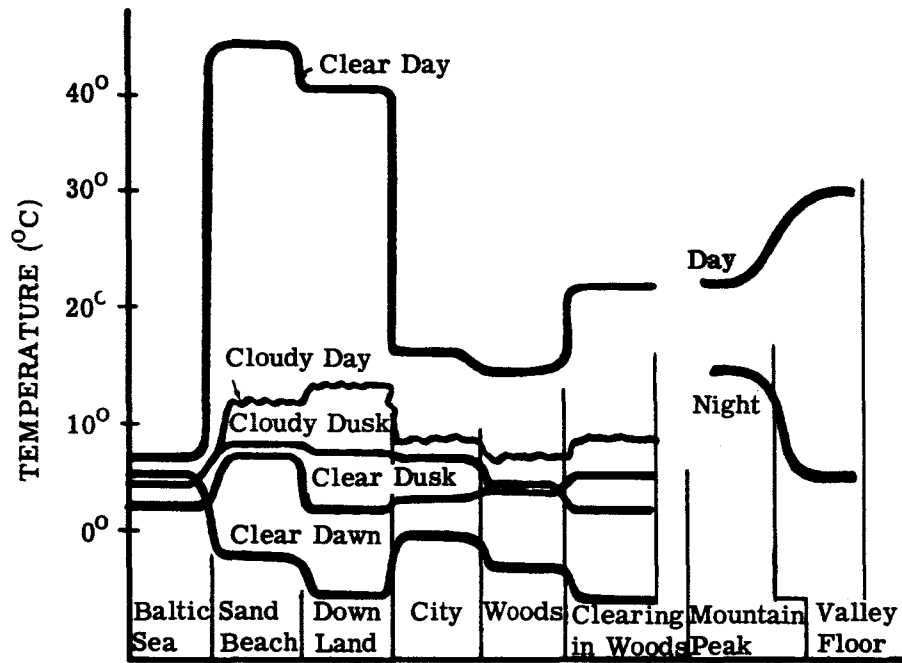 TEMPERATURE (°C)
40°
30°
20c
10°
0°
Clear Day
Cloudy Day
Cloudy Dusk
Clear Dusk
Clear Dawn
Day
Night
Baltic
Sea
Sand
Beach
Down
Land
City
Woods
Clearing
in Woods
Mountain
Peak
Valley
Floor